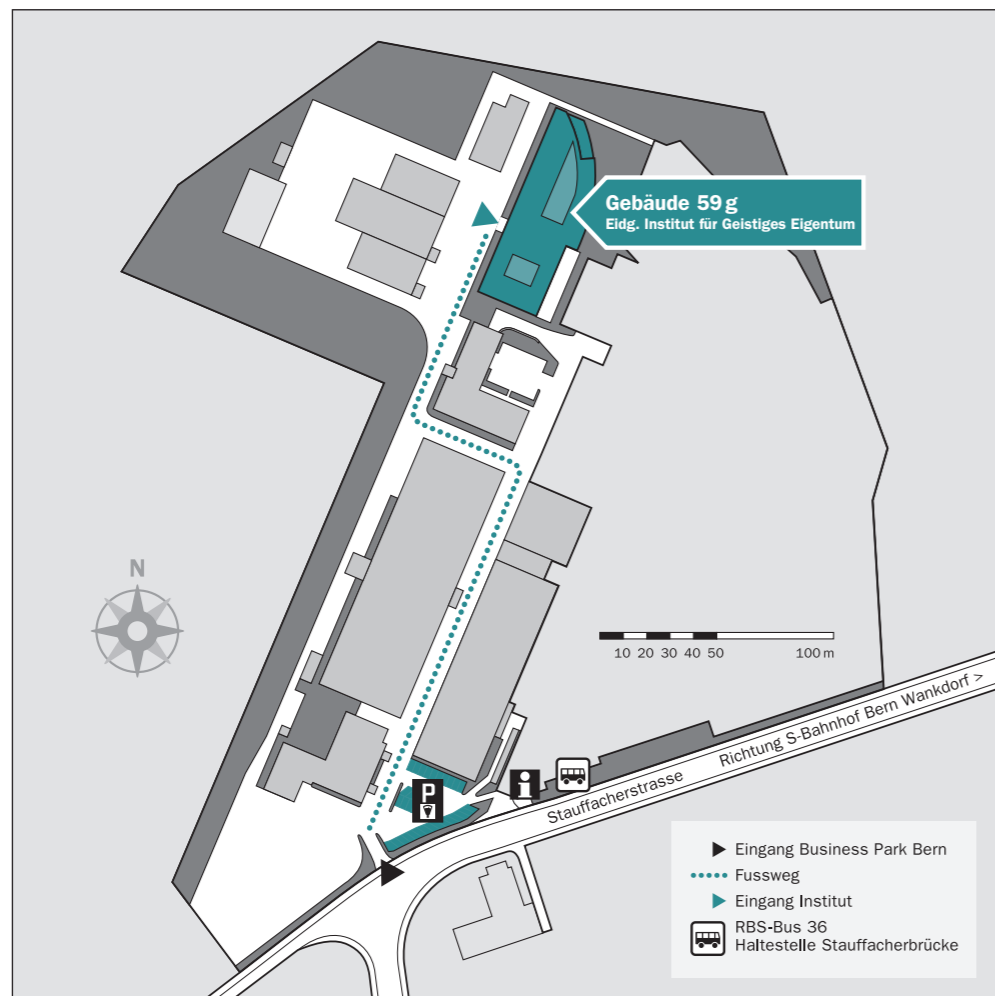 Gebäude 59 g
Eidg. Institut für Geistiges Eigentum
N
10 20 30 40 50 100 m
Richtung S-Bahnhof Bern Wankdorf >
Stauffacherstrasse
P
i
Eingang Business Park Bern
Fussweg
Eingang Institut
RBS-Bus 36
Haltestelle Stauffacherbrücke